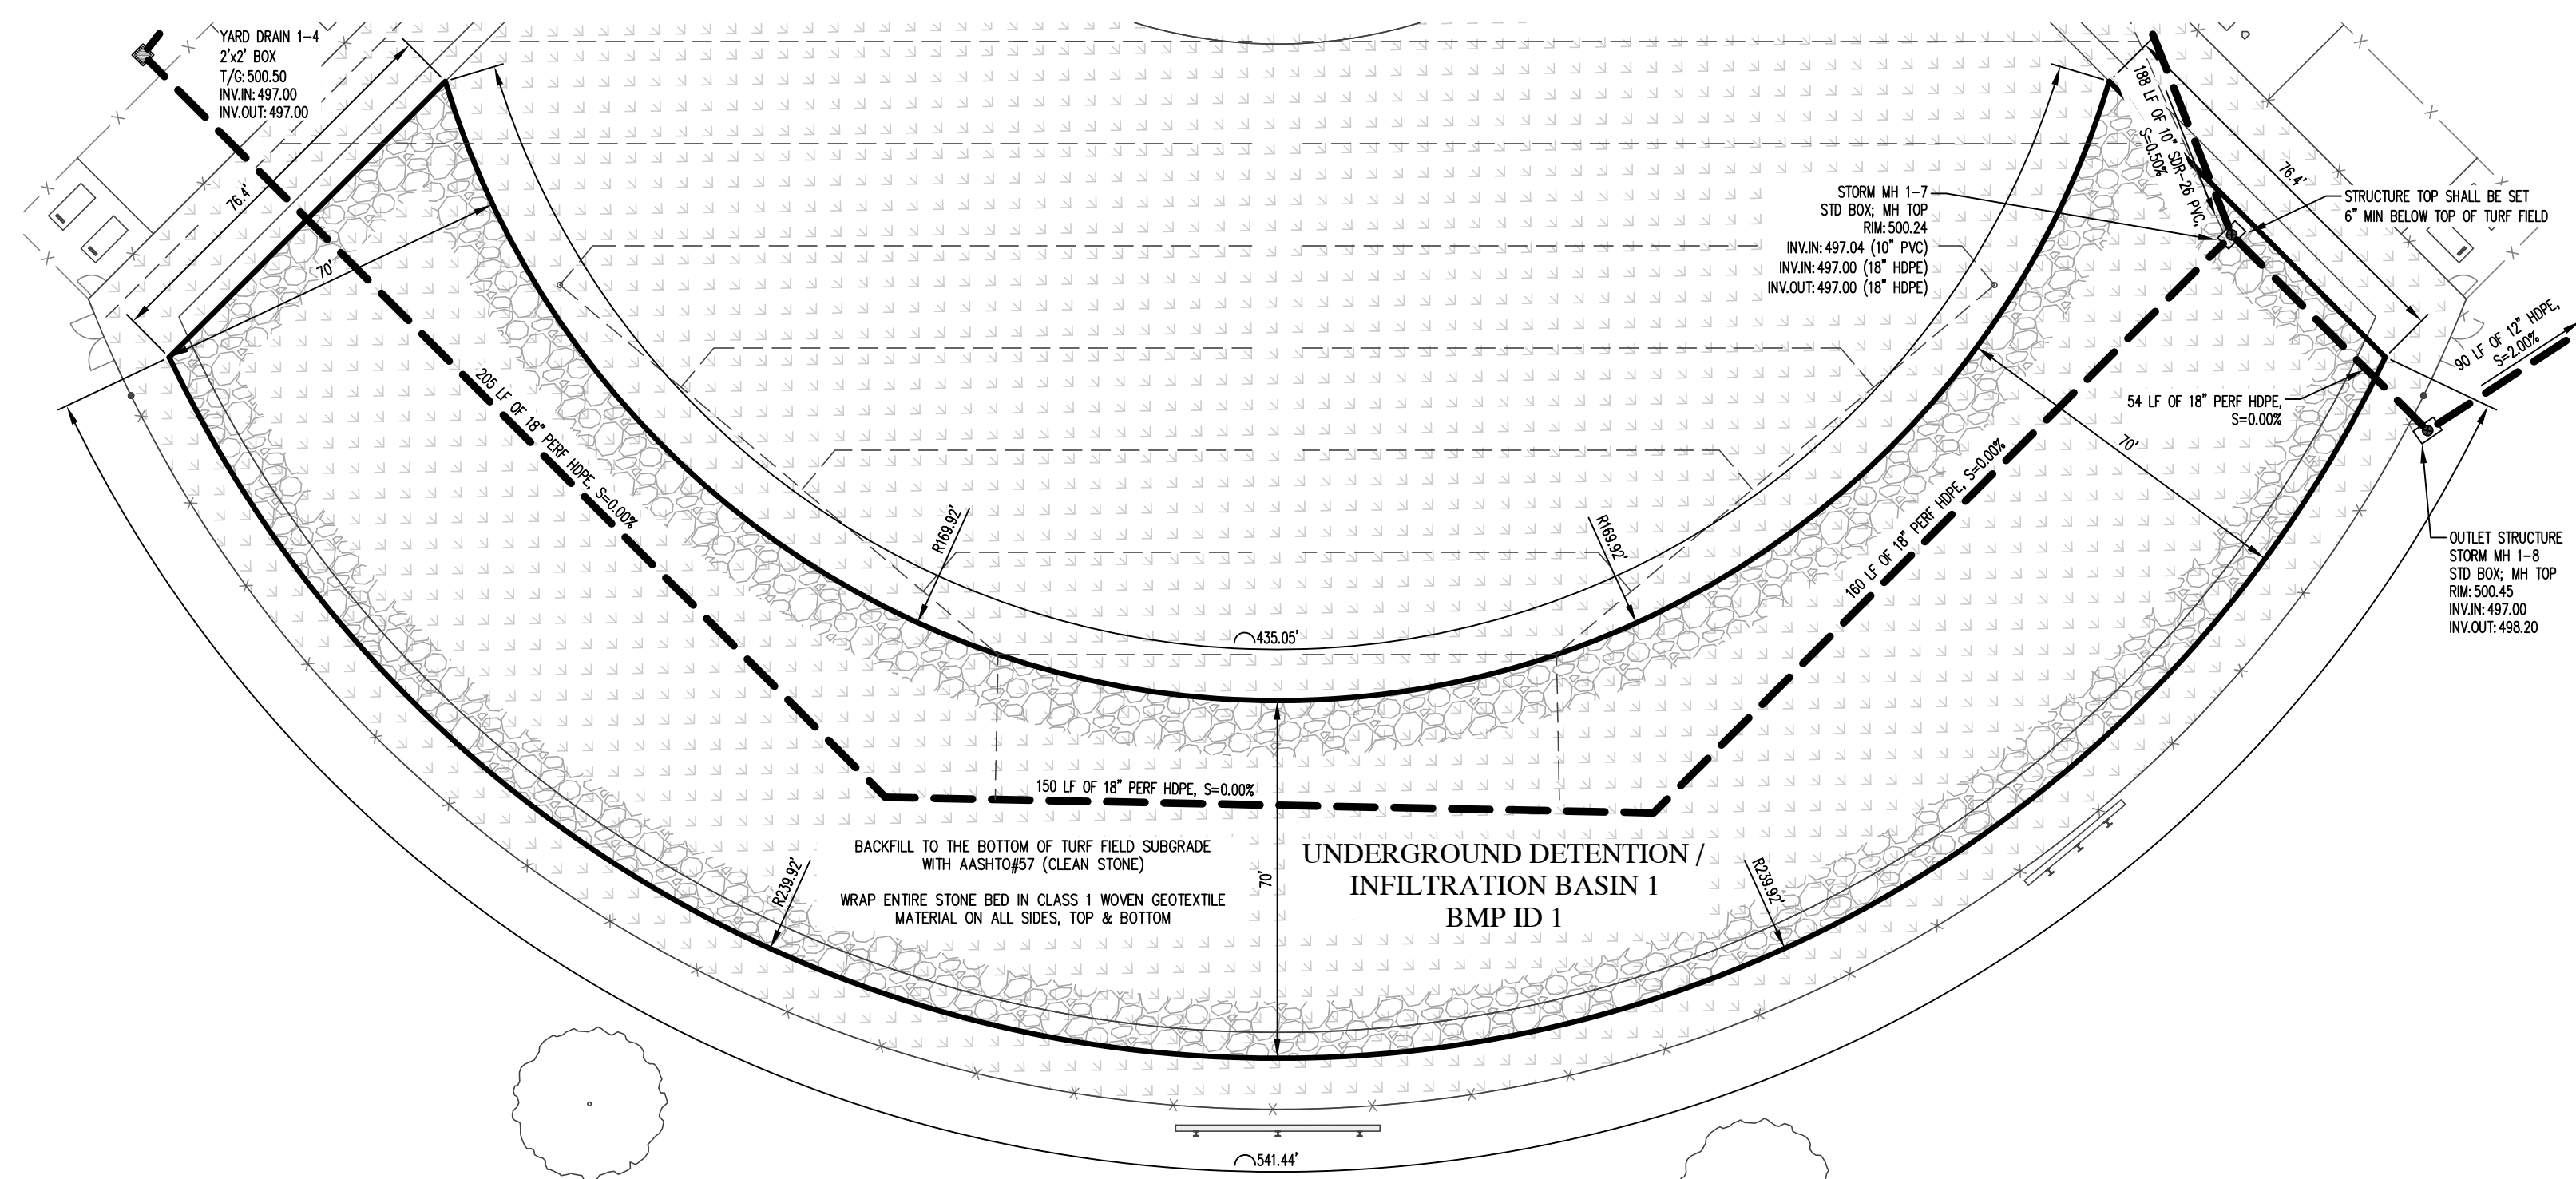 YARD DRAIN 1-4
2'x2' BOX
T/G:500.50
INV.IN:497.00
INV.OUT:497.00
76.4'
70'
205 LF OF 18" PERF HDPE, S=0.00%
R169.92'
435.05'
R169.92'
150 LF OF 18" PERF HDPE, S=0.00%
160 LF OF 18" PERF HDPE, S=0.00%
188 LF OF 10" SDR-26 PVC,
S=0.50%
76.4'
STORM MH 1-7
STD BOX; MH TOP
RIM:500.24
INV.IN:497.04 (10" PVC)
INV.IN:497.00 (18" HDPE)
INV.OUT:497.00 (18" HDPE)
STRUCTURE TOP SHALL BE SET
6" MIN BELOW TOP OF TURF FIELD
90 LF OF 12" HDPE,
S=2.00%
54 LF OF 18" PERF HDPE,
S=0.00%
70'
OUTLET STRUCTURE
STORM MH 1-8
STD BOX; MH TOP
RIM:500.45
INV.IN:497.00
INV.OUT:498.20
BACKFILL TO THE BOTTOM OF TURF FIELD SUBGRADE
WITH AASHTO#57 (CLEAN STONE)
WRAP ENTIRE STONE BED IN CLASS 1 WOVEN GEOTEXTILE
MATERIAL ON ALL SIDES, TOP & BOTTOM
70'
UNDERGROUND DETENTION /
INFILTRATION BASIN 1
BMP ID 1
R239.92'
R239.92'
541.44'